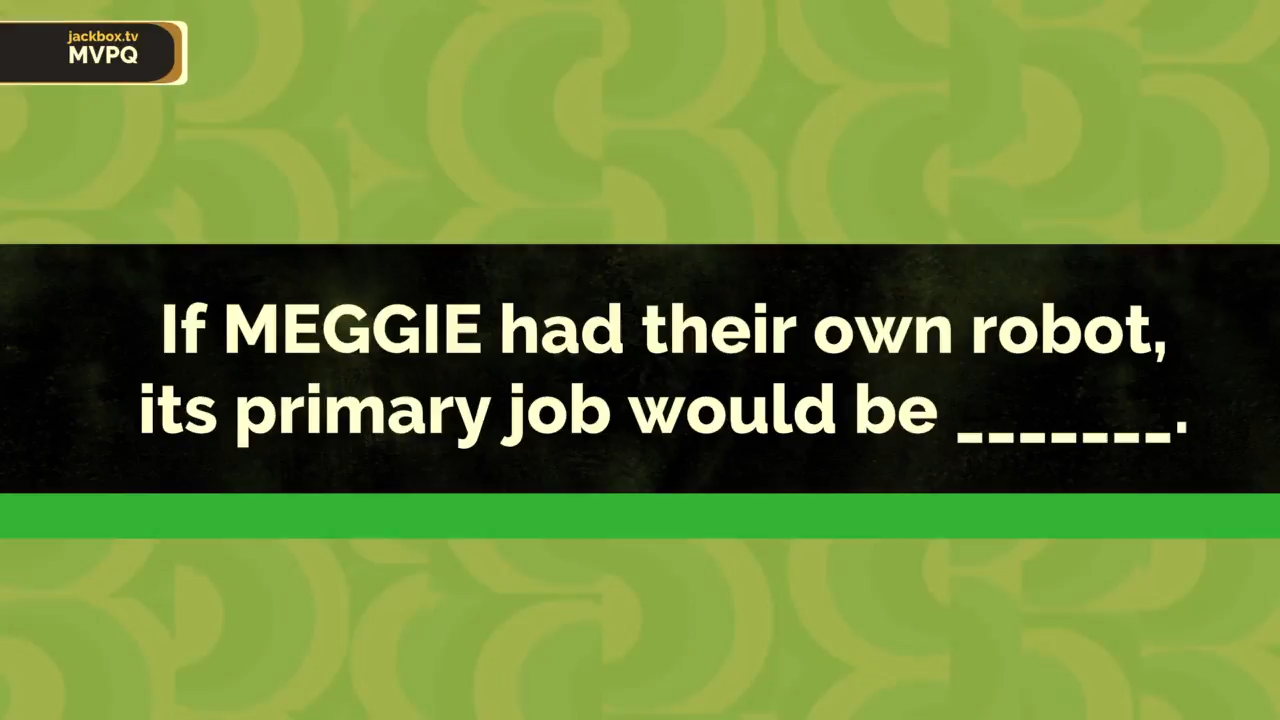 jackbox.tv
MVPQ
If MEGGIE had their own robot,
its primary job would be _______.